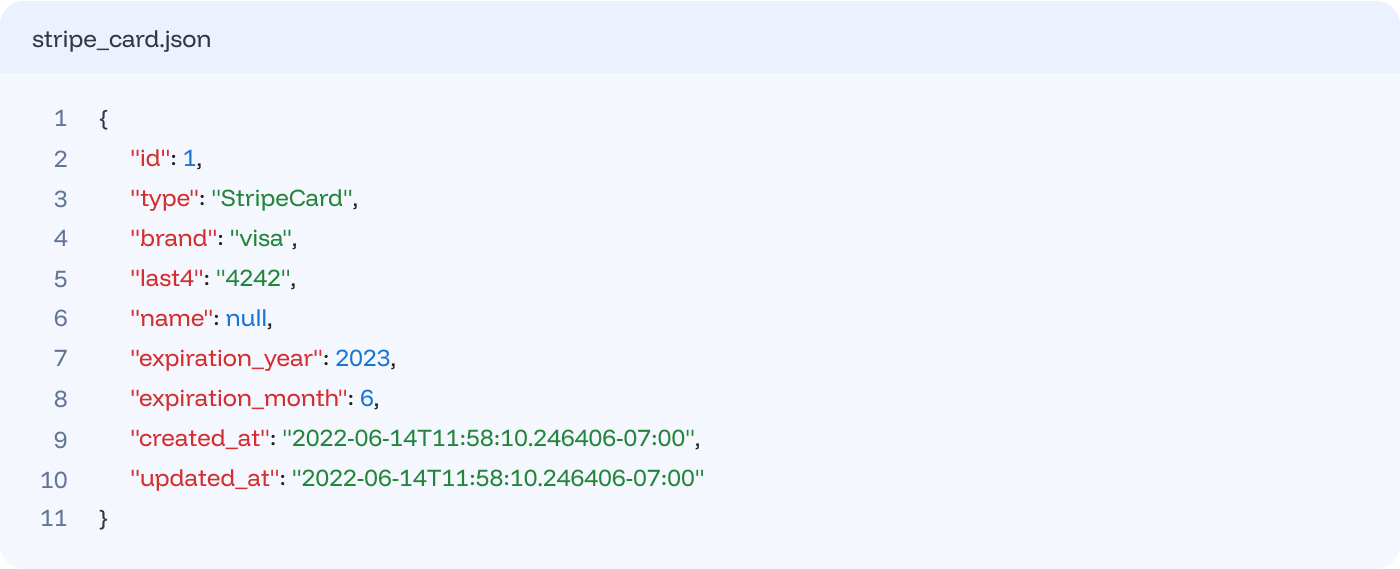 stripe_card.json
1 {
2 "id": 1,
3 "type": "StripeCard",
4 "brand": "visa",
5 "last4": "4242",
6 "name": null,
7 "expiration_year": 2023,
8 "expiration_month": 6,
9 "created_at": "2022-06-14T11:58:10.246406-07:00",
10 "updated_at": "2022-06-14T11:58:10.246406-07:00"
11 }